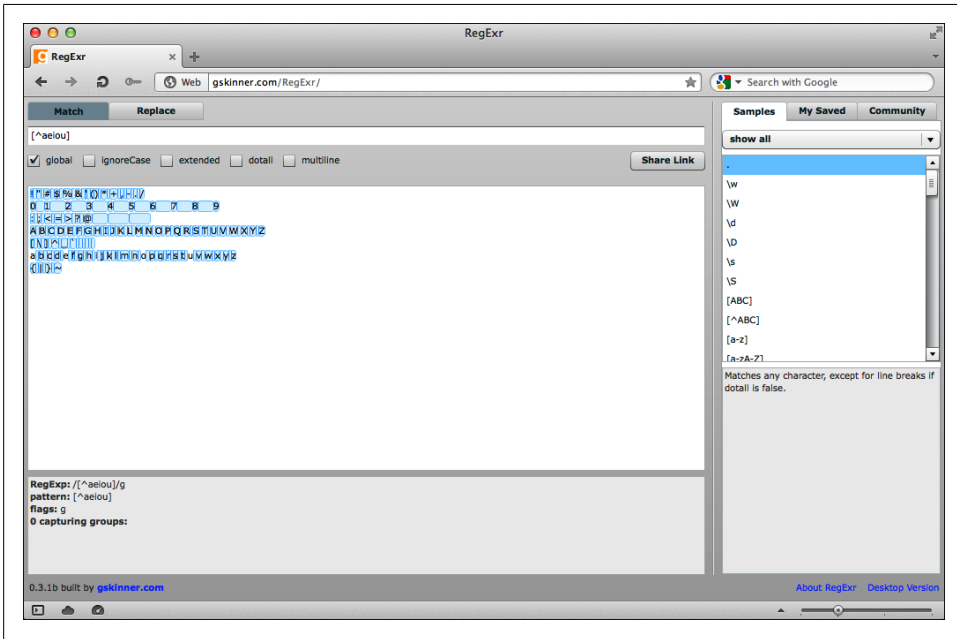 RegExr
RegExr
Web gskinner.com/RegExr/
Search with Google
Match Replace
[^aeiou]
global ignoreCase extended dotall multiline Share Link
0 1 2 3 4 5 6 7 8 9
: ; < = > ? @
A B C D E F G H I J K L M N O P Q R S T U V W X Y Z
a b c d e f g h i j k l m n o p q r s t u v w x y z
{ | } ~
RegExp: /[^aeiou]/g
pattern: [^aeiou]
flags: g
0 capturing groups:
0.3.1b built by gskinner.com
Samples My Saved Community
show all
.
\w
\W
\d
\D
\s
\S
[ABC]
[^ABC]
[a-z]
[a-zA-Z]
Matches any character, except for line breaks if
dotall is false.
About RegExr Desktop Version